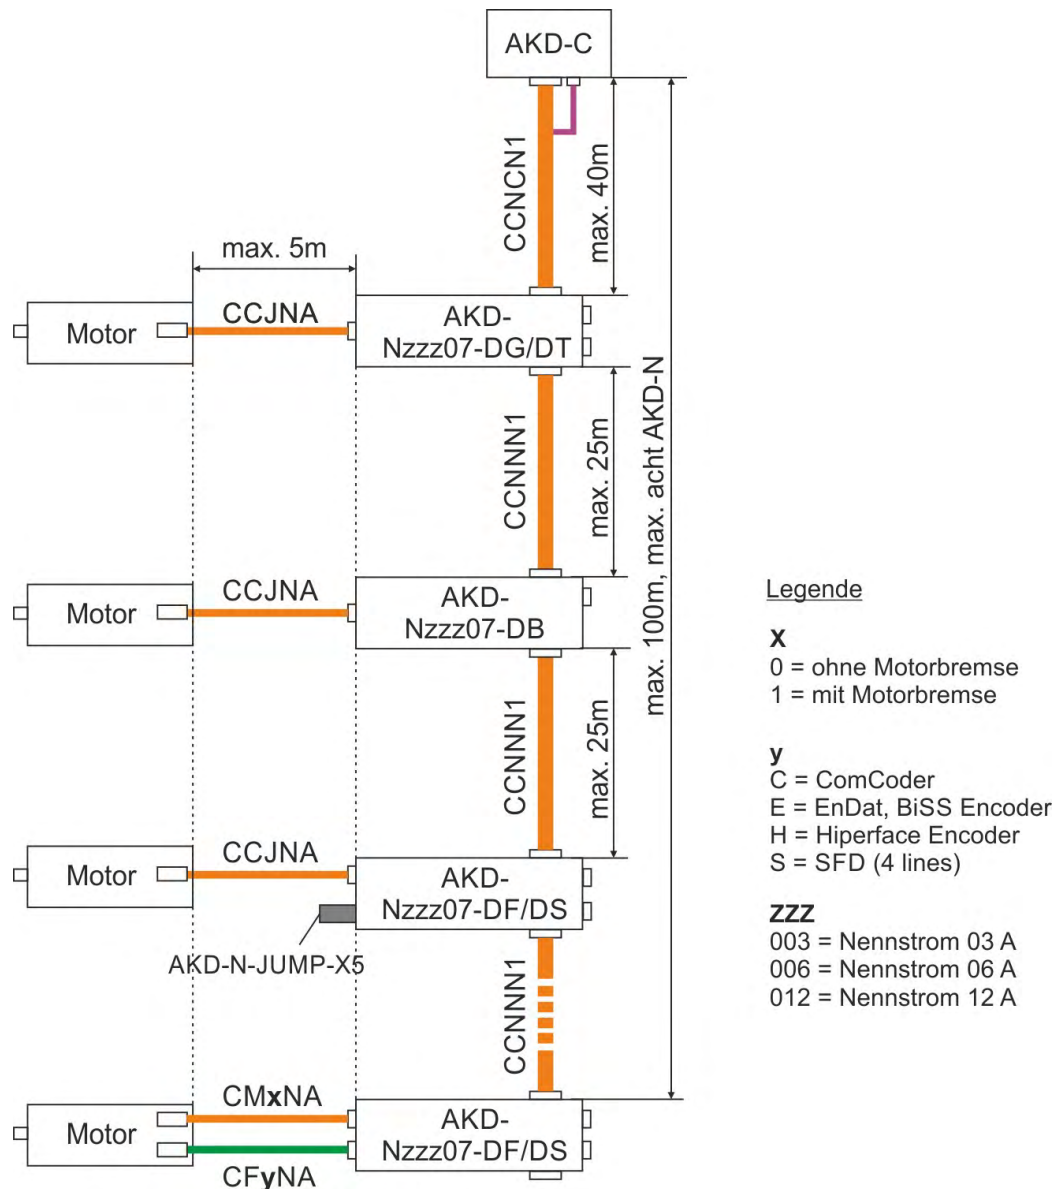 AKD-C
CCNCN1
max. 40m
max. 5m
Motor
CCJNA
AKD-
Nzzz07-DG/DT
CCNNN1
max. 25m
max. 100m, max. acht AKD-N
Motor
CCJNA
AKD-
Nzzz07-DB
CCNNN1
max. 25m
Motor
CCJNA
AKD-
Nzzz07-DF/DS
AKD-N-JUMP-X5
CCNNN1
Motor
CMxNA
CFyNA
AKD-
Nzzz07-DF/DS
Legende
X
0 = ohne Motorbremse
1 = mit Motorbremse
y
C = ComCoder
E = EnDat, BiSS Encoder
H = Hiperface Encoder
S = SFD (4 lines)
ZZZ
003 = Nennstrom 03 A
006 = Nennstrom 06 A
012 = Nennstrom 12 A